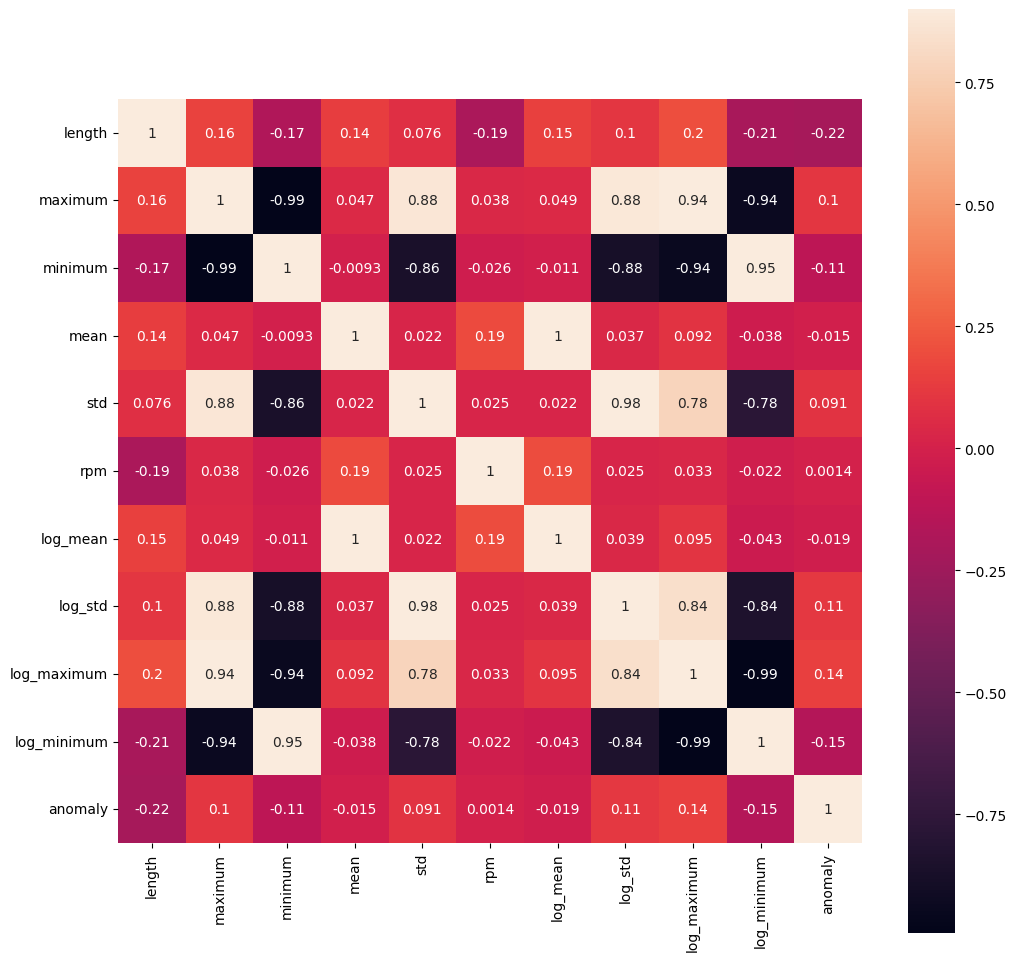 length 1 0.16 -0.17 0.14 0.076 -0.19 0.15 0.1 0.2 -0.21 -0.22
maximum 0.16 1 -0.99 0.047 0.88 0.038 0.049 0.88 0.94 -0.94 0.1
minimum -0.17 -0.99 1 -0.0093 -0.86 -0.026 -0.011 -0.88 -0.94 0.95 -0.11
mean 0.14 0.047 -0.0093 1 0.022 0.19 1 0.037 0.092 -0.038 -0.015
std 0.076 0.88 -0.86 0.022 1 0.025 0.022 0.98 0.78 -0.78 0.091
rpm -0.19 0.038 -0.026 0.19 0.025 1 0.19 0.025 0.033 -0.022 0.0014
log_mean 0.15 0.049 -0.011 1 0.022 0.19 1 0.039 0.095 -0.043 -0.019
log_std 0.1 0.88 -0.88 0.037 0.98 0.025 0.039 1 0.84 -0.84 0.11
log_maximum 0.2 0.94 -0.94 0.092 0.78 0.033 0.095 0.84 1 -0.99 0.14
log_minimum -0.21 -0.94 0.95 -0.038 -0.78 -0.022 -0.043 -0.84 -0.99 1 -0.15
anomaly -0.22 0.1 -0.11 -0.015 0.091 0.0014 -0.019 0.11 0.14 -0.15 1
length maximum minimum mean std rpm log_mean log_std log_maximum log_minimum anomaly
0.75
0.50
0.25
0.00
−0.25
−0.50
−0.75